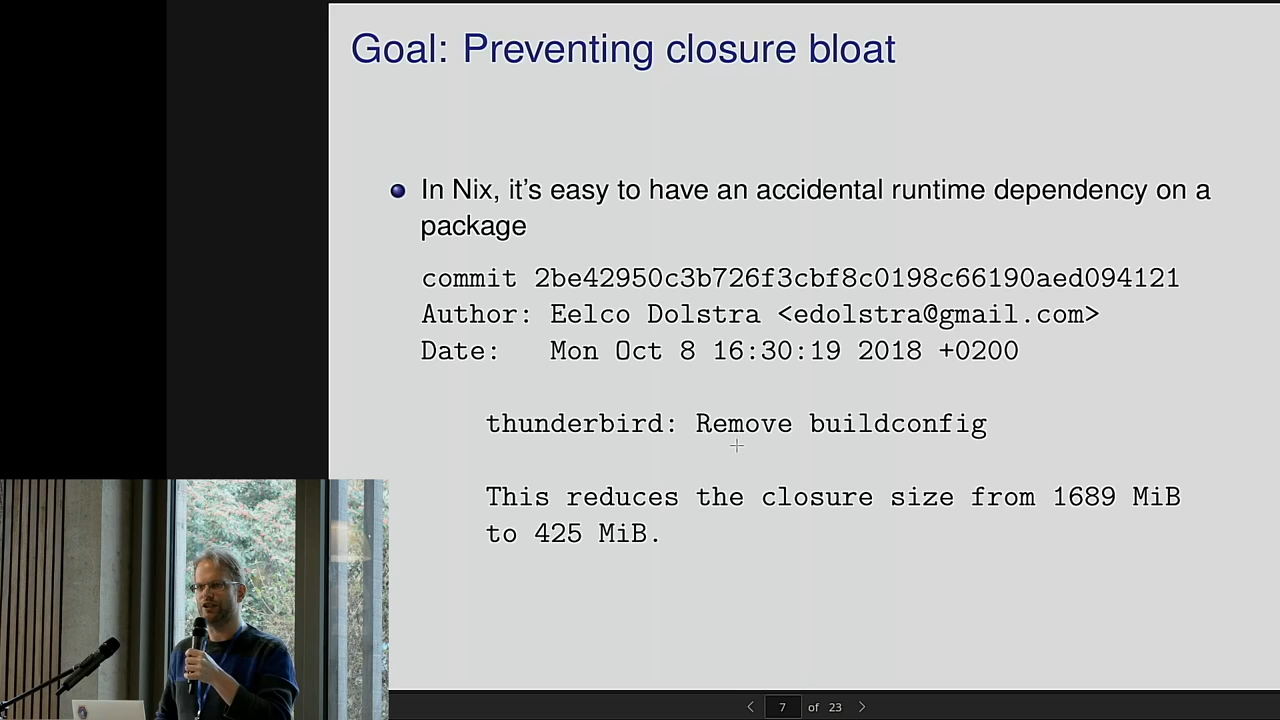 Goal: Preventing closure bloat
In Nix, it's easy to have an accidental runtime dependency on a
package
commit 2be42950c3b726f3cbf8c0198c66190aed094121
Author: Eelco Dolstra <edolstra@gmail.com>
Date:   Mon Oct 8 16:30:19 2018 +0200
thunderbird: Remove buildconfig
This reduces the closure size from 1689 MiB
to 425 MiB.
7 of 23